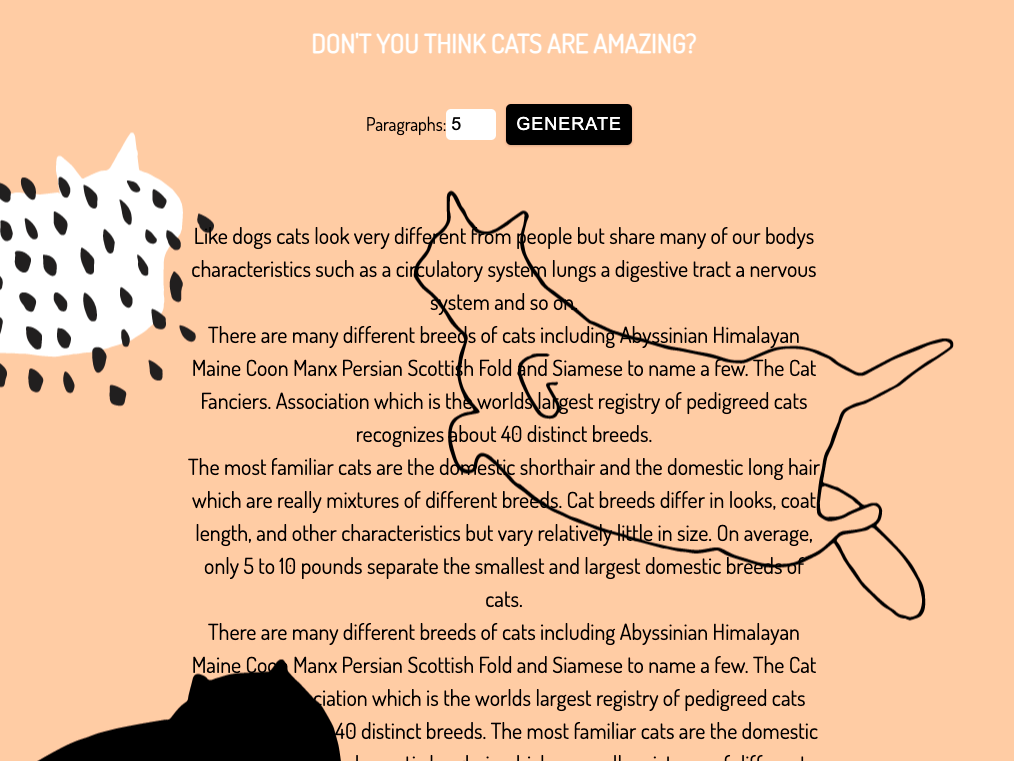 DON'T YOU THINK CATS ARE AMAZING?
Paragraphs: 5 GENERATE
Like dogs cats look very different from people but share many of our bodys
characteristics such as a circulatory system lungs a digestive tract a nervous
system and so on.
There are many different breeds of cats including Abyssinian Himalayan
Maine Coon Manx Persian Scottish Fold and Siamese to name a few. The Cat
Fanciers. Association which is the worlds largest registry of pedigreed cats
recognizes about 40 distinct breeds.
The most familiar cats are the domestic shorthair and the domestic long hair
which are really mixtures of different breeds. Cat breeds differ in looks, coat
length, and other characteristics but vary relatively little in size. On average,
only 5 to 10 pounds separate the smallest and largest domestic breeds of
cats.
There are many different breeds of cats including Abyssinian Himalayan
Maine Coon Manx Persian Scottish Fold and Siamese to name a few. The Cat
which is the worlds largest registry of pedigreed cats
40 distinct breeds. The most familiar cats are the domestic